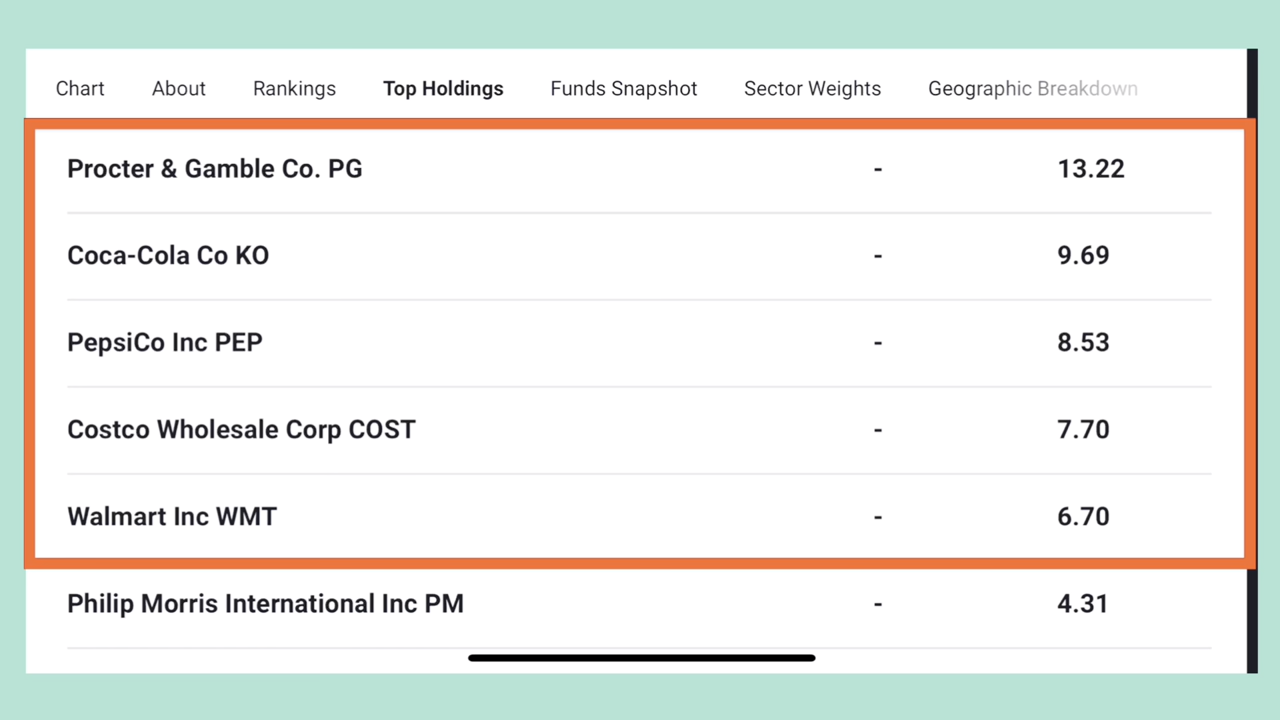 Chart About Rankings Top Holdings Funds Snapshot Sector Weights Geographic Breakdown
Procter & Gamble Co. PG - 13.22
Coca-Cola Co KO - 9.69
PepsiCo Inc PEP - 8.53
Costco Wholesale Corp COST - 7.70
Walmart Inc WMT - 6.70
Philip Morris International Inc PM - 4.31